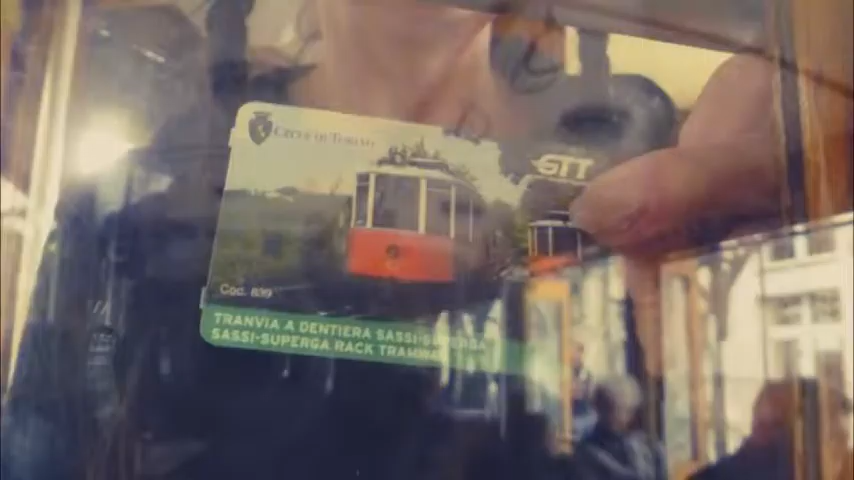 CITTÀ DI TORINO
GTT
Cod. 839
TRANVIA A DENTIERA SASSI-SUPERGA
SASSI-SUPERGA RACK TRAMWAY